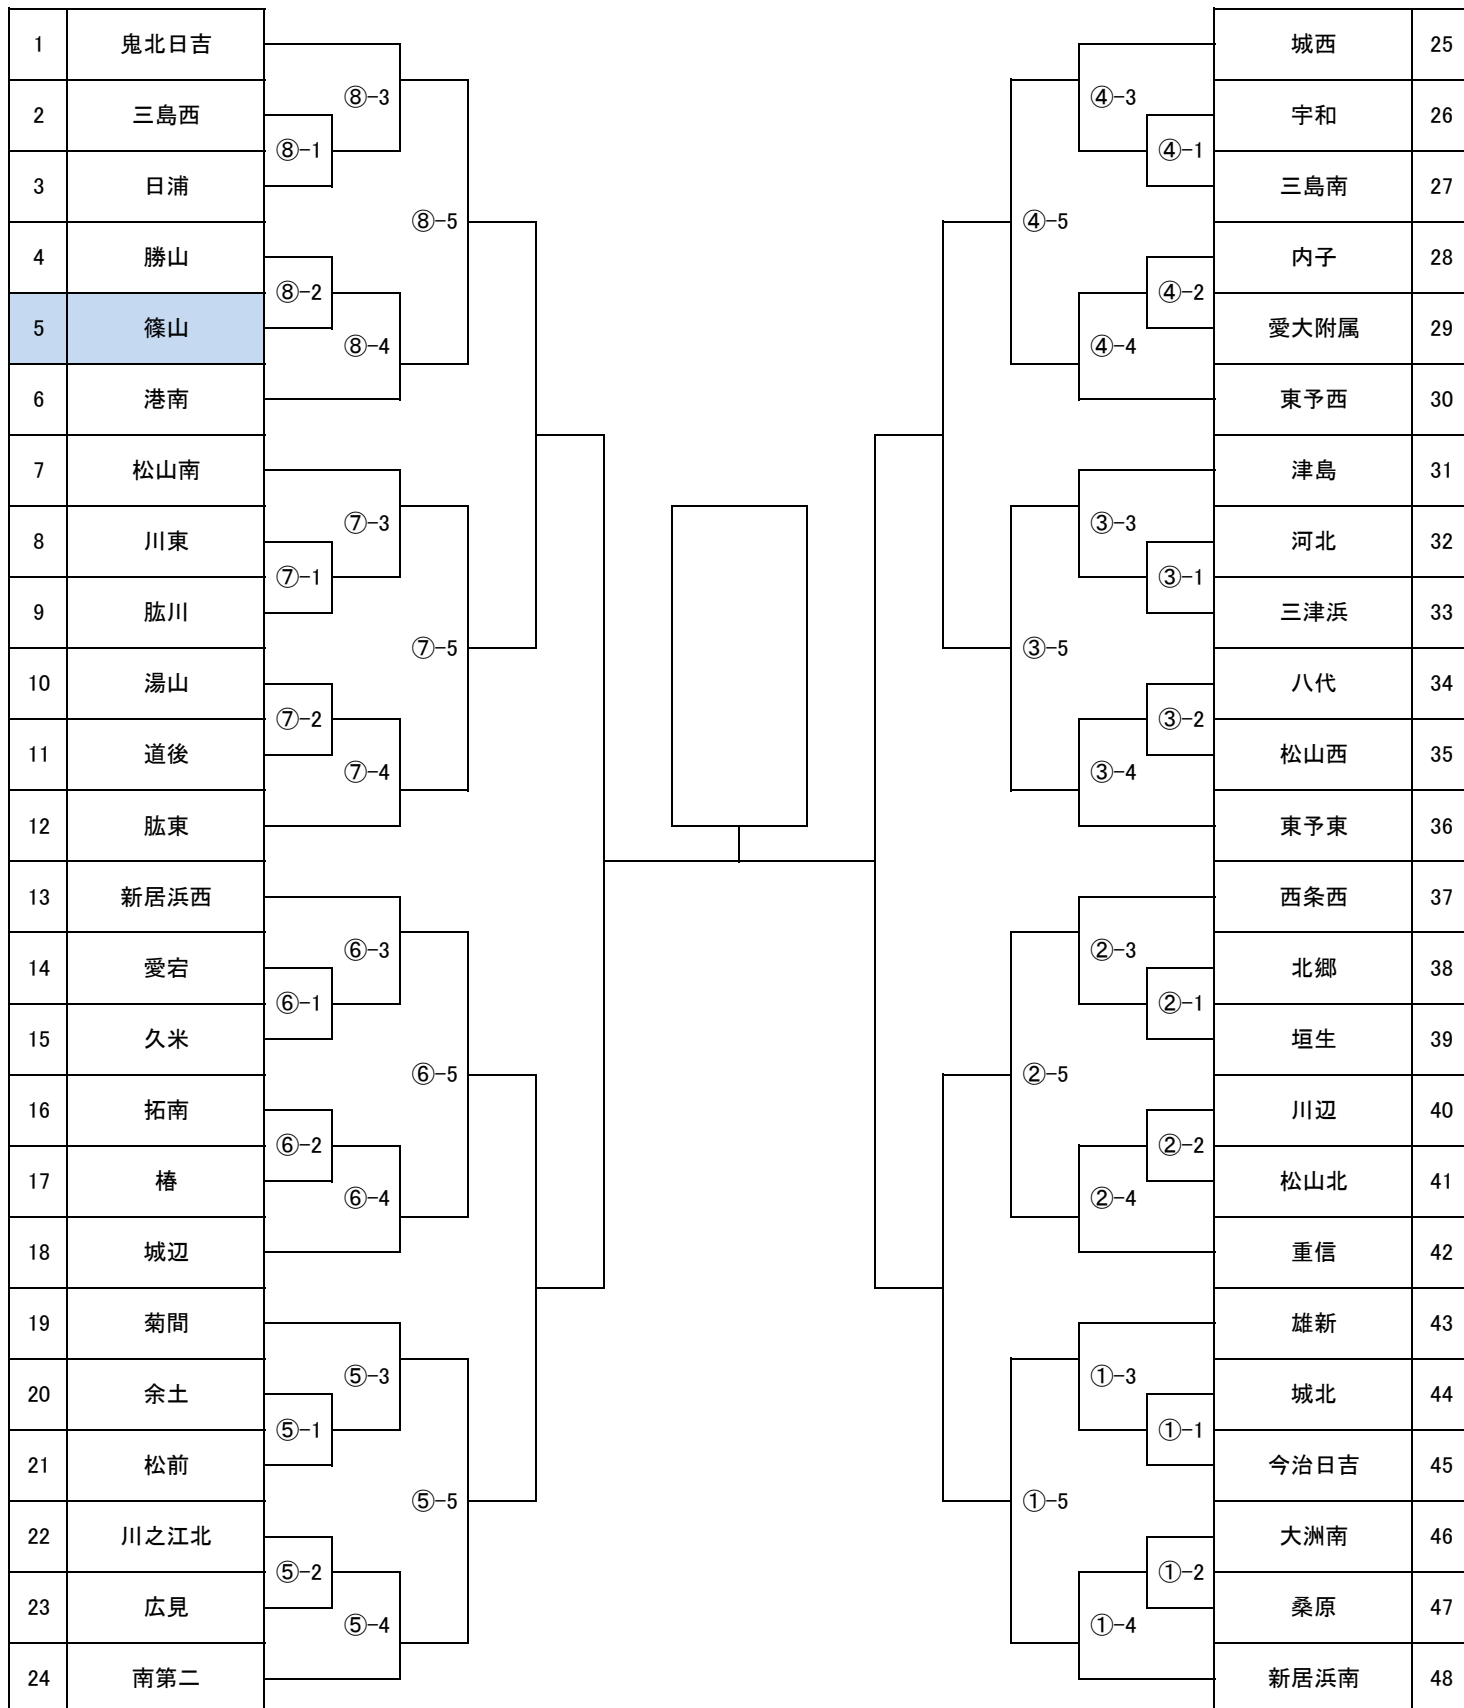 1 鬼北日吉
2 三島西
3 日浦
4 勝山
5 篠山
6 港南
7 松山南
8 川東
9 肱川
10 湯山
11 道後
12 肱東
13 新居浜西
14 愛宕
15 久米
16 拓南
17 椿
18 城辺
19 菊間
20 余土
21 松前
22 川之江北
23 広見
24 南第二
⑧-3
⑧-1
⑧-5
⑧-2
⑧-4
⑦-3
⑦-1
⑦-5
⑦-2
⑦-4
⑥-3
⑥-1
⑥-5
⑥-2
⑥-4
⑤-3
⑤-1
⑤-5
⑤-2
⑤-4
④-3
④-1
④-5
④-2
④-4
③-3
③-1
③-5
③-2
③-4
②-3
②-1
②-5
②-2
②-4
①-3
①-1
①-5
①-2
①-4
城西 25
宇和 26
三島南 27
内子 28
愛大附属 29
東予西 30
津島 31
河北 32
三津浜 33
八代 34
松山西 35
東予東 36
西条西 37
北郷 38
垣生 39
川辺 40
松山北 41
重信 42
雄新 43
城北 44
今治日吉 45
大洲南 46
桑原 47
新居浜南 48